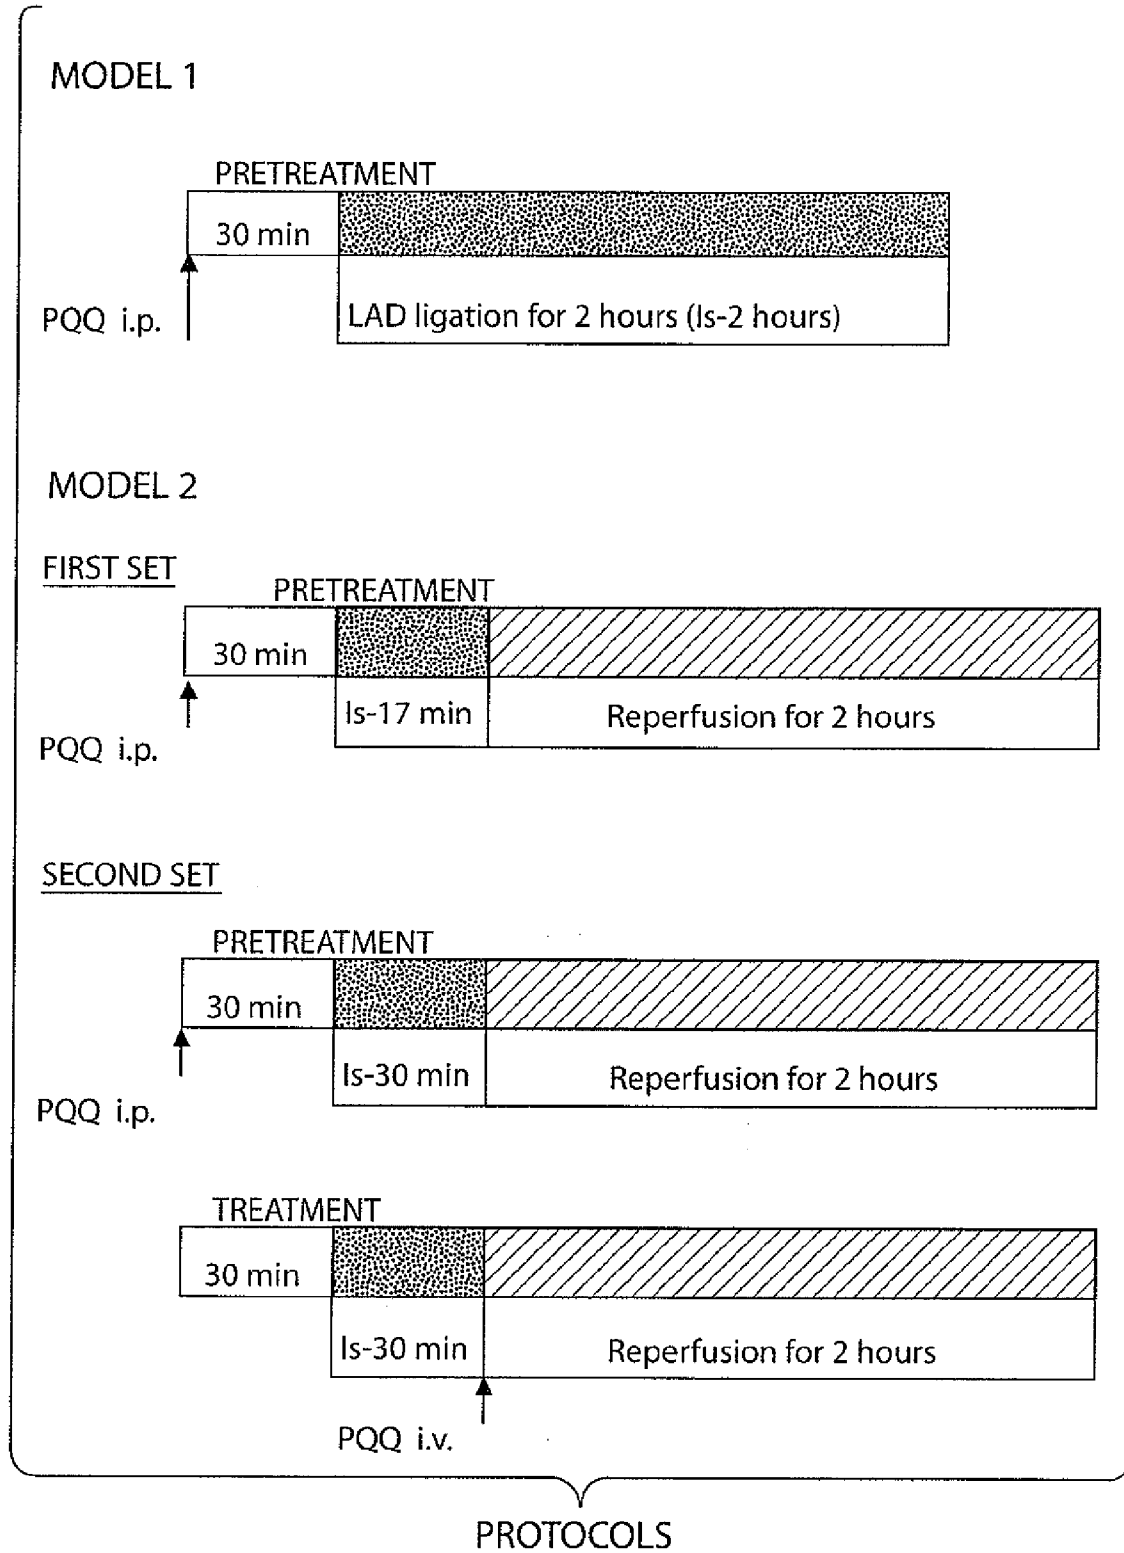 MODEL 1
PRETREATMENT
30 min
PQQ i.p.
LAD ligation for 2 hours (Is-2 hours)
MODEL 2
FIRST SET
PRETREATMENT
30 min
Is-17 min
Reperfusion for 2 hours
PQQ i.p.
SECOND SET
PRETREATMENT
30 min
Is-30 min
Reperfusion for 2 hours
PQQ i.p.
TREATMENT
30 min
Is-30 min
Reperfusion for 2 hours
PQQ i.v.
PROTOCOLS